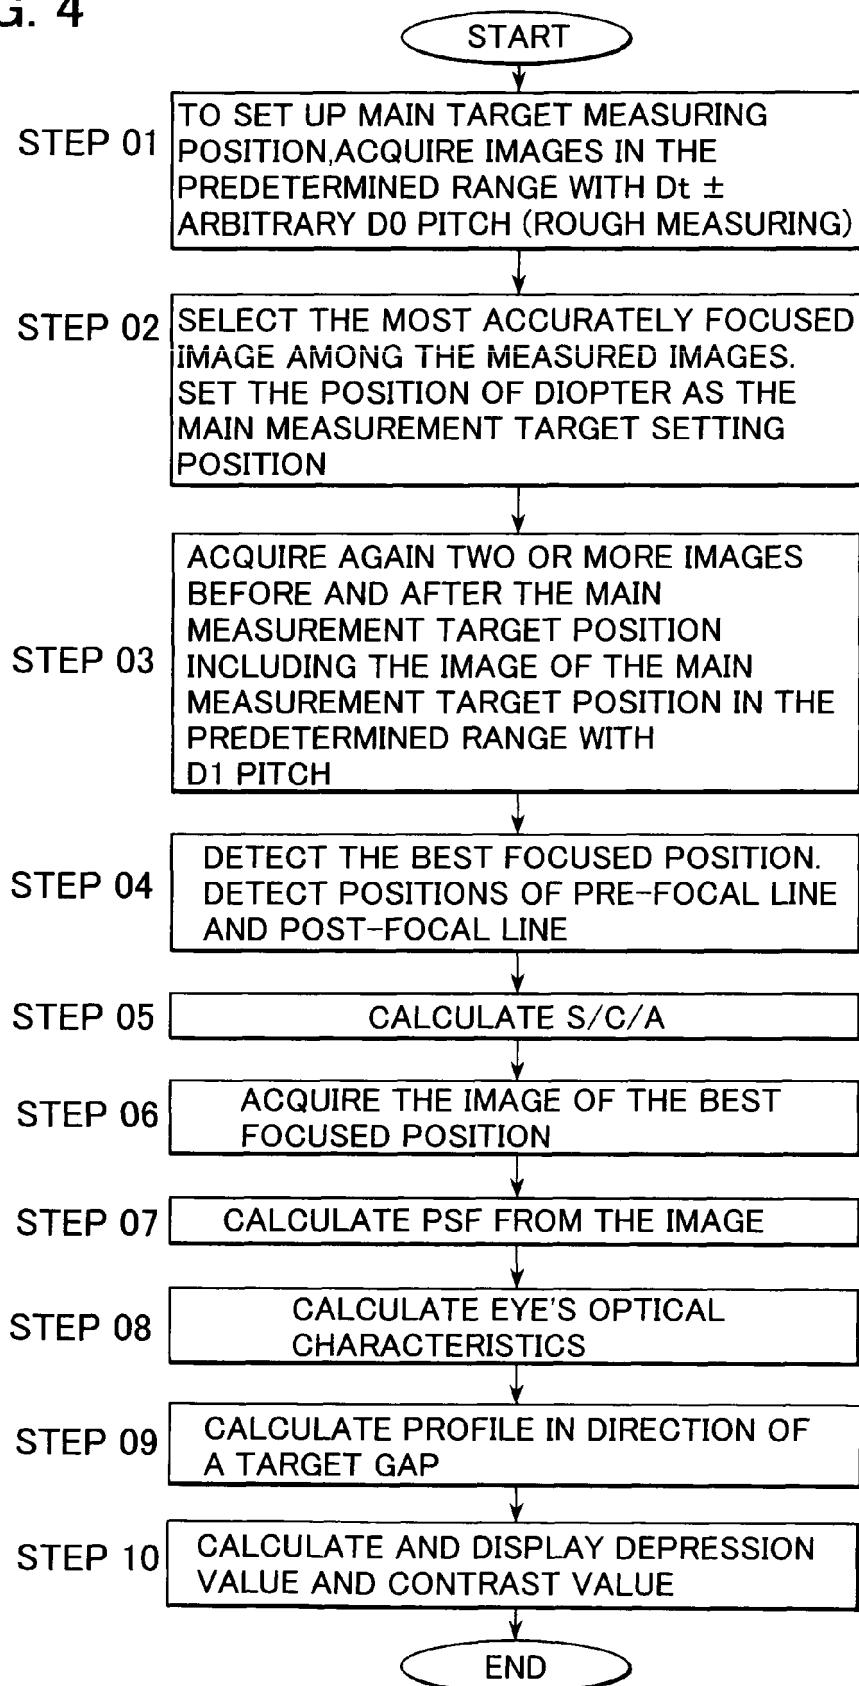 G. 4
START
STEP 01
TO SET UP MAIN TARGET MEASURING
POSITION,ACQUIRE IMAGES IN THE
PREDETERMINED RANGE WITH Dt ±
ARBITRARY D0 PITCH (ROUGH MEASURING)
STEP 02
SELECT THE MOST ACCURATELY FOCUSED
IMAGE AMONG THE MEASURED IMAGES.
SET THE POSITION OF DIOPTER AS THE
MAIN MEASUREMENT TARGET SETTING
POSITION
STEP 03
ACQUIRE AGAIN TWO OR MORE IMAGES
BEFORE AND AFTER THE MAIN
MEASUREMENT TARGET POSITION
INCLUDING THE IMAGE OF THE MAIN
MEASUREMENT TARGET POSITION IN THE
PREDETERMINED RANGE WITH
D1 PITCH
STEP 04
DETECT THE BEST FOCUSED POSITION.
DETECT POSITIONS OF PRE-FOCAL LINE
AND POST-FOCAL LINE
STEP 05
CALCULATE S/C/A
STEP 06
ACQUIRE THE IMAGE OF THE BEST
FOCUSED POSITION
STEP 07
CALCULATE PSF FROM THE IMAGE
STEP 08
CALCULATE EYE'S OPTICAL
CHARACTERISTICS
STEP 09
CALCULATE PROFILE IN DIRECTION OF
A TARGET GAP
STEP 10
CALCULATE AND DISPLAY DEPRESSION
VALUE AND CONTRAST VALUE
END